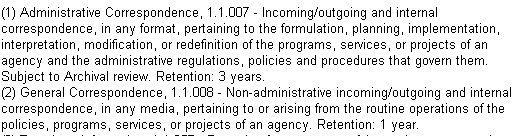 (1) Administrative Correspondence, 1.1.007 - Incoming/outgoing and internal
correspondence, in any format, pertaining to the formulation, planning, implementation,
interpretation, modification, or redefinition of the programs, services, or projects of an
agency and the administrative regulations, policies and procedures that govern them.
Subject to Archival review. Retention: 3 years.
(2) General Correspondence, 1.1.008 - Non-administrative incoming/outgoing and internal
correspondence, in any media, pertaining to or arising from the routine operations of the
policies, programs, services, or projects of an agency. Retention: 1 year.